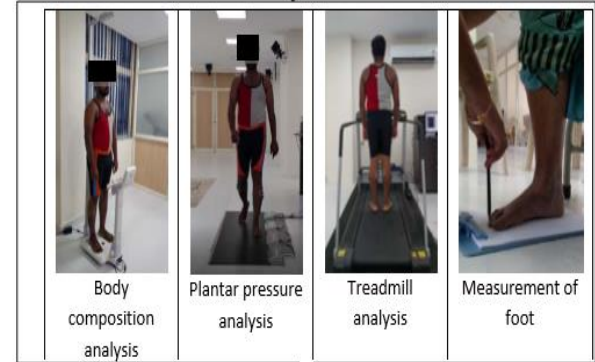 Body
composition
analysis
Plantar pressure
analysis
Treadmill
analysis
Measurement of
foot